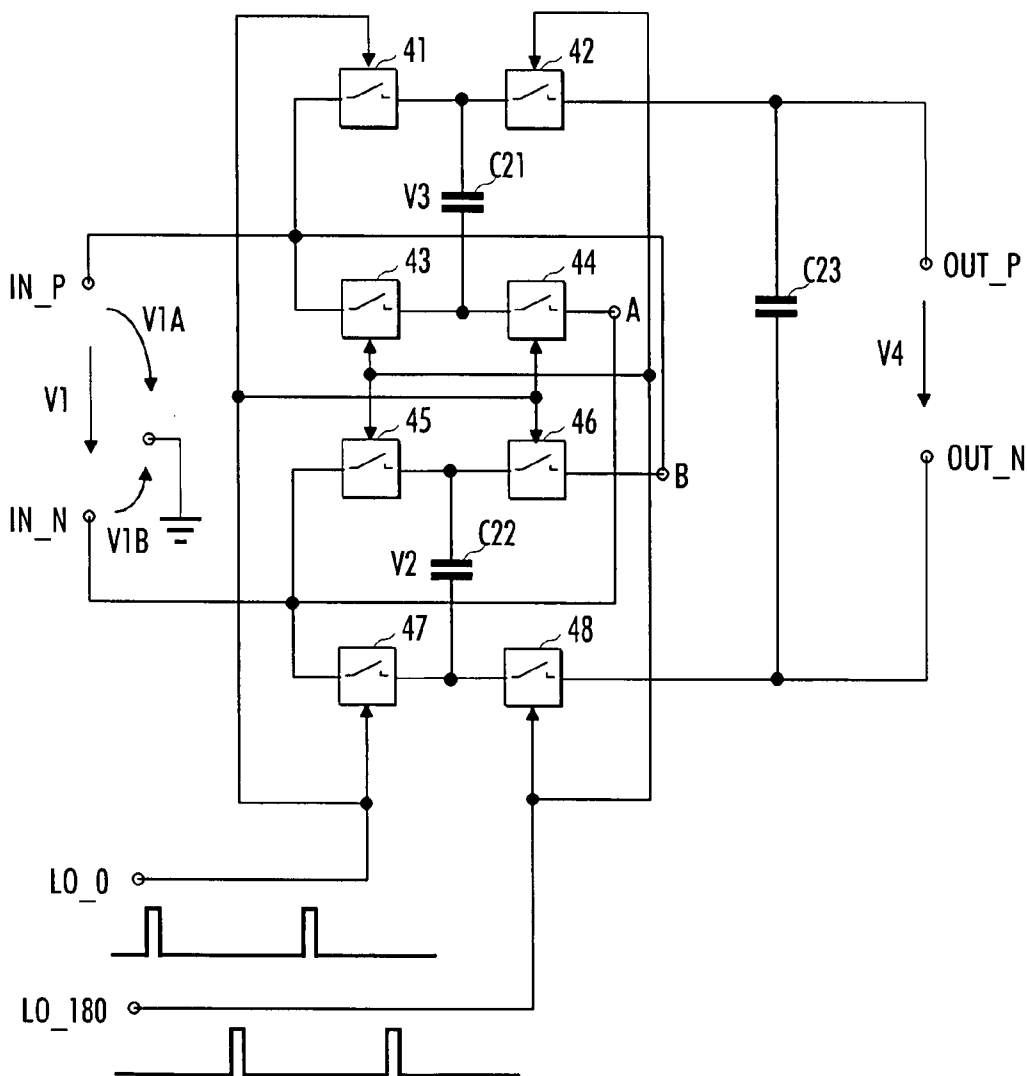 41
42
C21
V3
43
44
C23
IN_P
OUT_P
A
V1A
V4
V1
45
46
OUT_N
B
IN_N
V1B
C22
V2
47
48
LO_0
LO_180